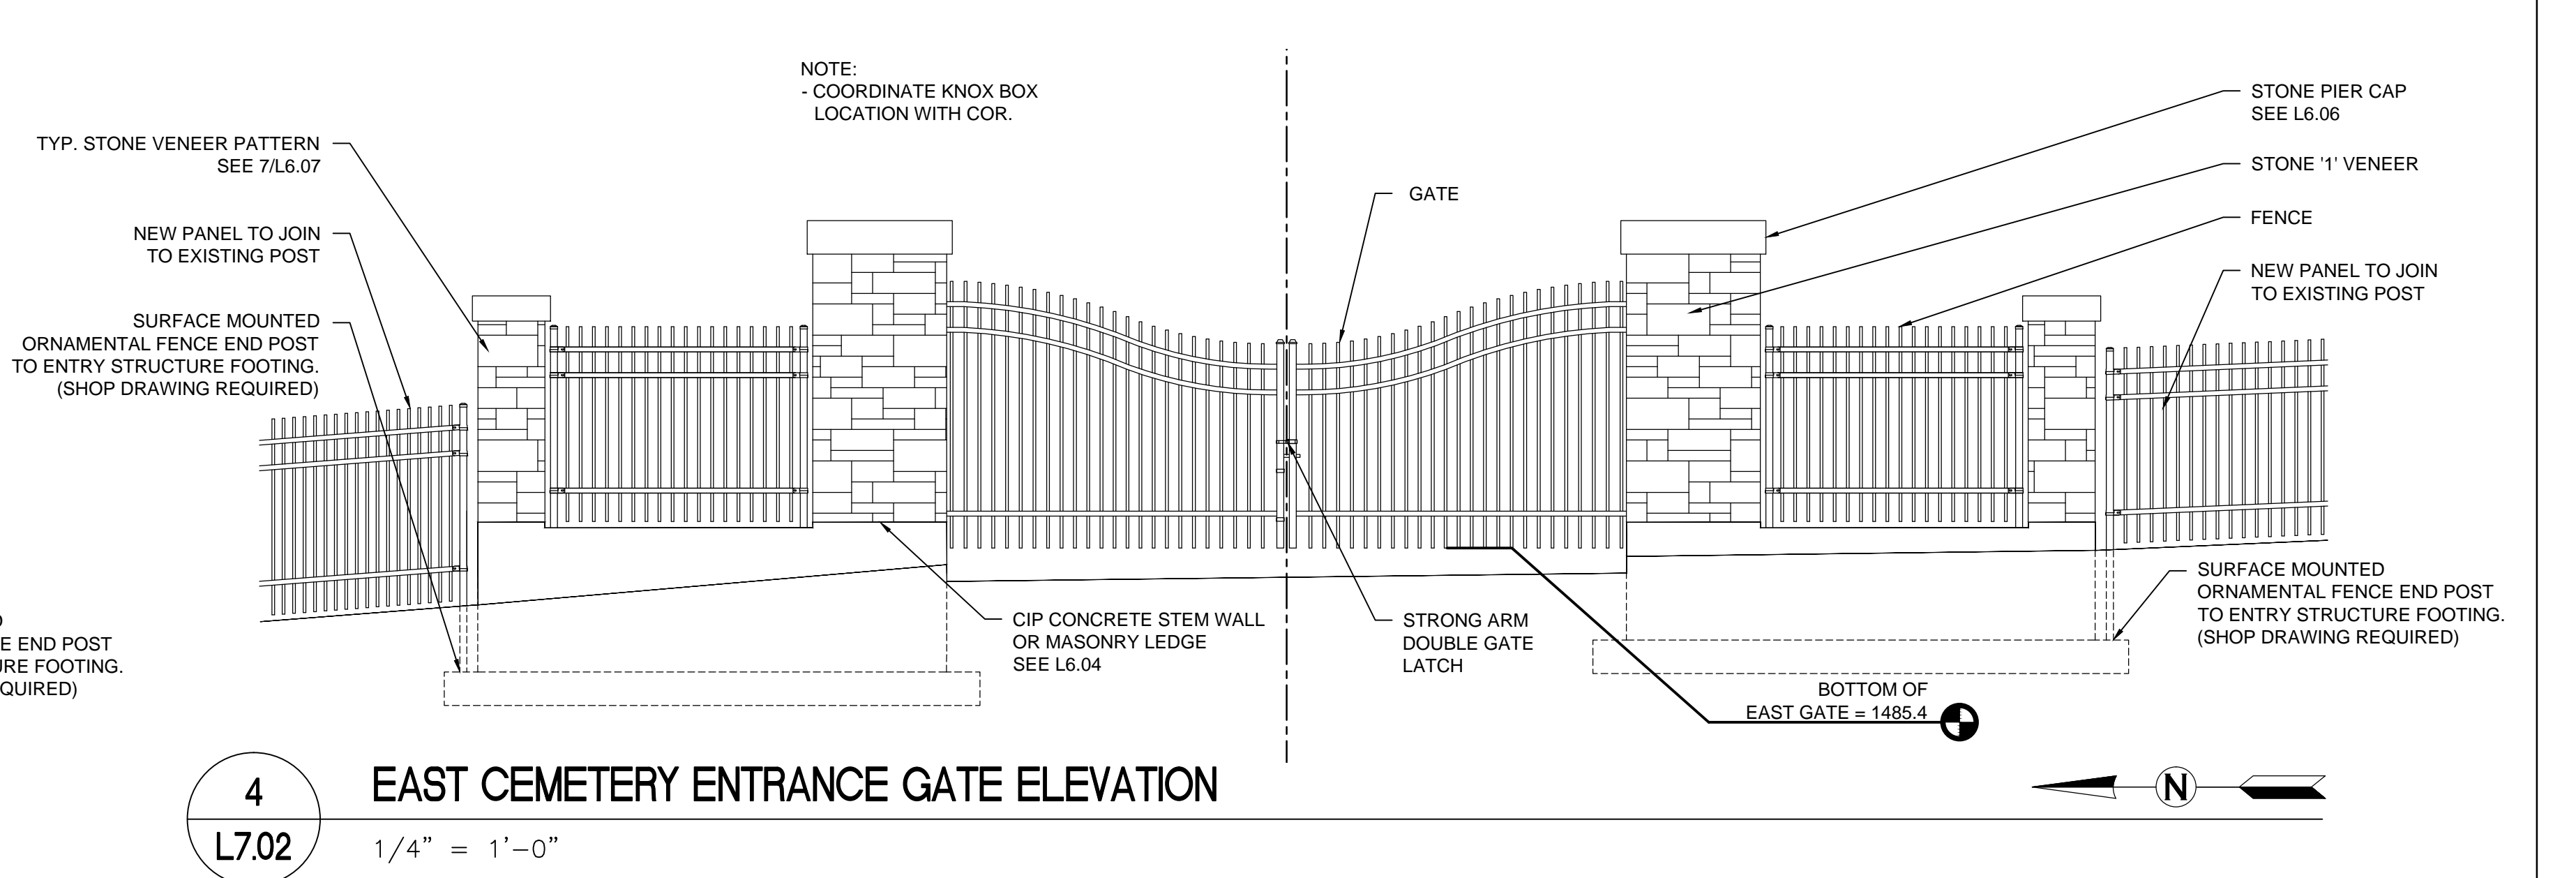 NOTE:
- COORDINATE KNOX BOX
LOCATION WITH COR.
TYP. STONE VENEER PATTERN
SEE 7/L6.07
NEW PANEL TO JOIN
TO EXISTING POST
SURFACE MOUNTED
ORNAMENTAL FENCE END POST
TO ENTRY STRUCTURE FOOTING.
(SHOP DRAWING REQUIRED)
GATE
STONE PIER CAP
SEE L6.06
STONE '1' VENEER
FENCE
NEW PANEL TO JOIN
TO EXISTING POST
SURFACE MOUNTED
ORNAMENTAL FENCE END POST
TO ENTRY STRUCTURE FOOTING.
(SHOP DRAWING REQUIRED)
E END POST
FOOTING.
CIP CONCRETE STEM WALL
OR MASONRY LEDGE
SEE L6.04
STRONG ARM
DOUBLE GATE
LATCH
BOTTOM OF
EAST GATE = 1485.4
4
L7.02
EAST CEMETERY ENTRANCE GATE ELEVATION
1/4" = 1'-0"
N